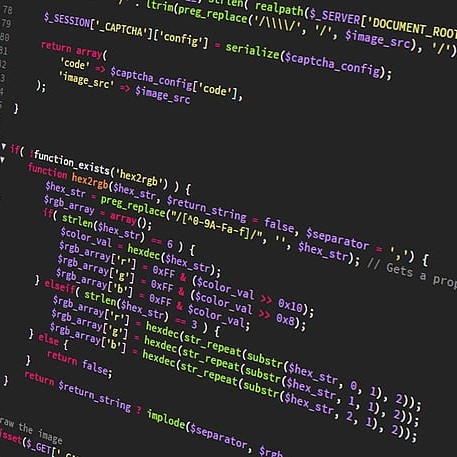 78
79
80
81
strlen( realpath($_SERVER['DOCUMENT_ROOT
'/' . ltrim(preg_replace('/\\\\/', '/', $image_src), '/')
$_SESSION['_CAPTCHA']['config'] = serialize($captcha_config);
return array(
'code' => $captcha_config['code'],
'image_src' => $image_src
);
}
if( !function_exists('hex2rgb') ) {
function hex2rgb($hex_str, $return_string = false, $separator = ',') {
$hex_str = preg_replace("/[^0-9A-Fa-f]/", '', $hex_str); // Gets a prop
$rgb_array = array();
if( strlen($hex_str) == 6 ) {
$color_val = hexdec($hex_str);
$rgb_array['r'] = 0xFF & ($color_val >> 0x10);
$rgb_array['g'] = 0xFF & ($color_val >> 0x8);
$rgb_array['b'] = 0xFF & $color_val;
} elseif( strlen($hex_str) == 3 ) {
$rgb_array['r'] = hexdec(str_repeat(substr($hex_str, 0, 1), 2));
$rgb_array['g'] = hexdec(str_repeat(substr($hex_str, 1, 1), 2));
$rgb_array['b'] = hexdec(str_repeat(substr($hex_str, 2, 1), 2));
} else {
return false;
}
return $return_string ? implode($separator, $rgb
}
raw the image
isset($_GET['